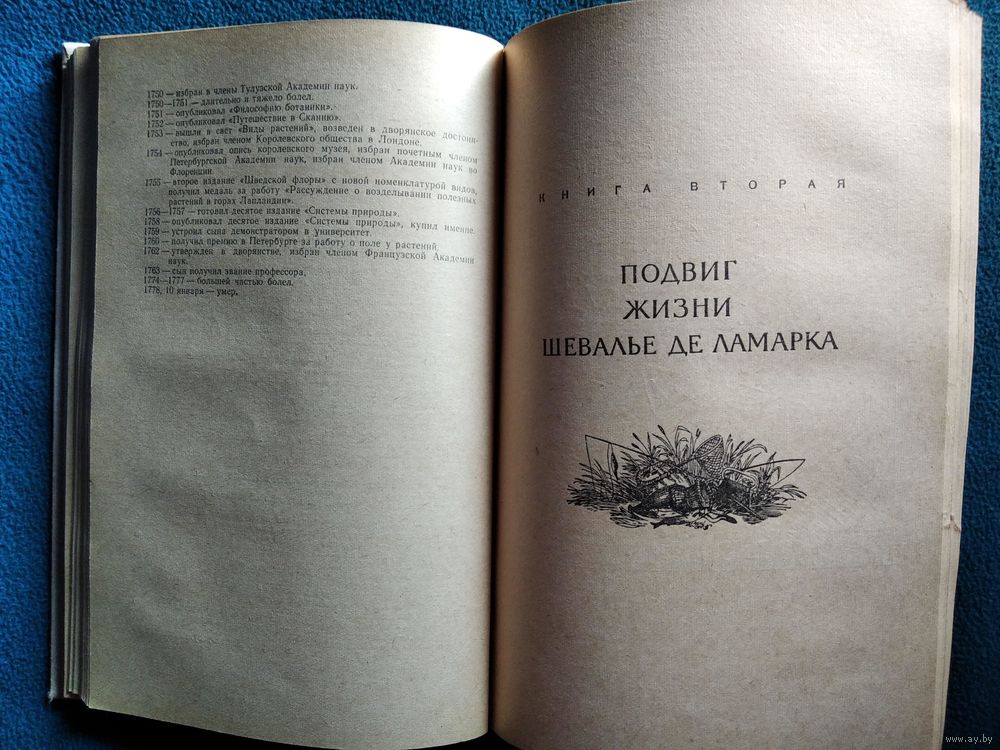 1750 — избран в члены Тулузской Академии наук.
1750—1751 — длительно и тяжело болел.
1751 — опубликовал «Философию ботаники».
1752 — опубликовал «Путешествие в Сканию».
1753 — вышли в свет «Виды растений», возведен в дворянское достоин-
ство, избран членом Королевского общества в Лондоне.
1754 — опубликовал опись королевского музея, избран почетным членом
Петербургской Академии наук, избран членом Академии наук во
Флоренции.
1755 — второе издание «Шведской флоры» с новой номенклатурой видов,
получил медаль за работу «Рассуждение о возделывании полезных
растений в горах Лапландии».
1756—1757 — готовил десятое издание «Системы природы».
1758 — опубликовал десятое издание «Системы природы», купил имение.
1759 — устроил сына демонстратором в университет.
1760 — получил премию в Петербурге за работу о поле у растений.
1762 — утвержден в дворянстве, избран членом Французской Академии
наук.
1763 — сын получил звание профессора.
1774—1777 — большей частью болел.
1778, 10 января — умер.
КНИГА ВТОРАЯ
ПОДВИГ
ЖИЗНИ
ШЕВАЛЬЕ ДЕ ЛАМАРКА
www.ay.by